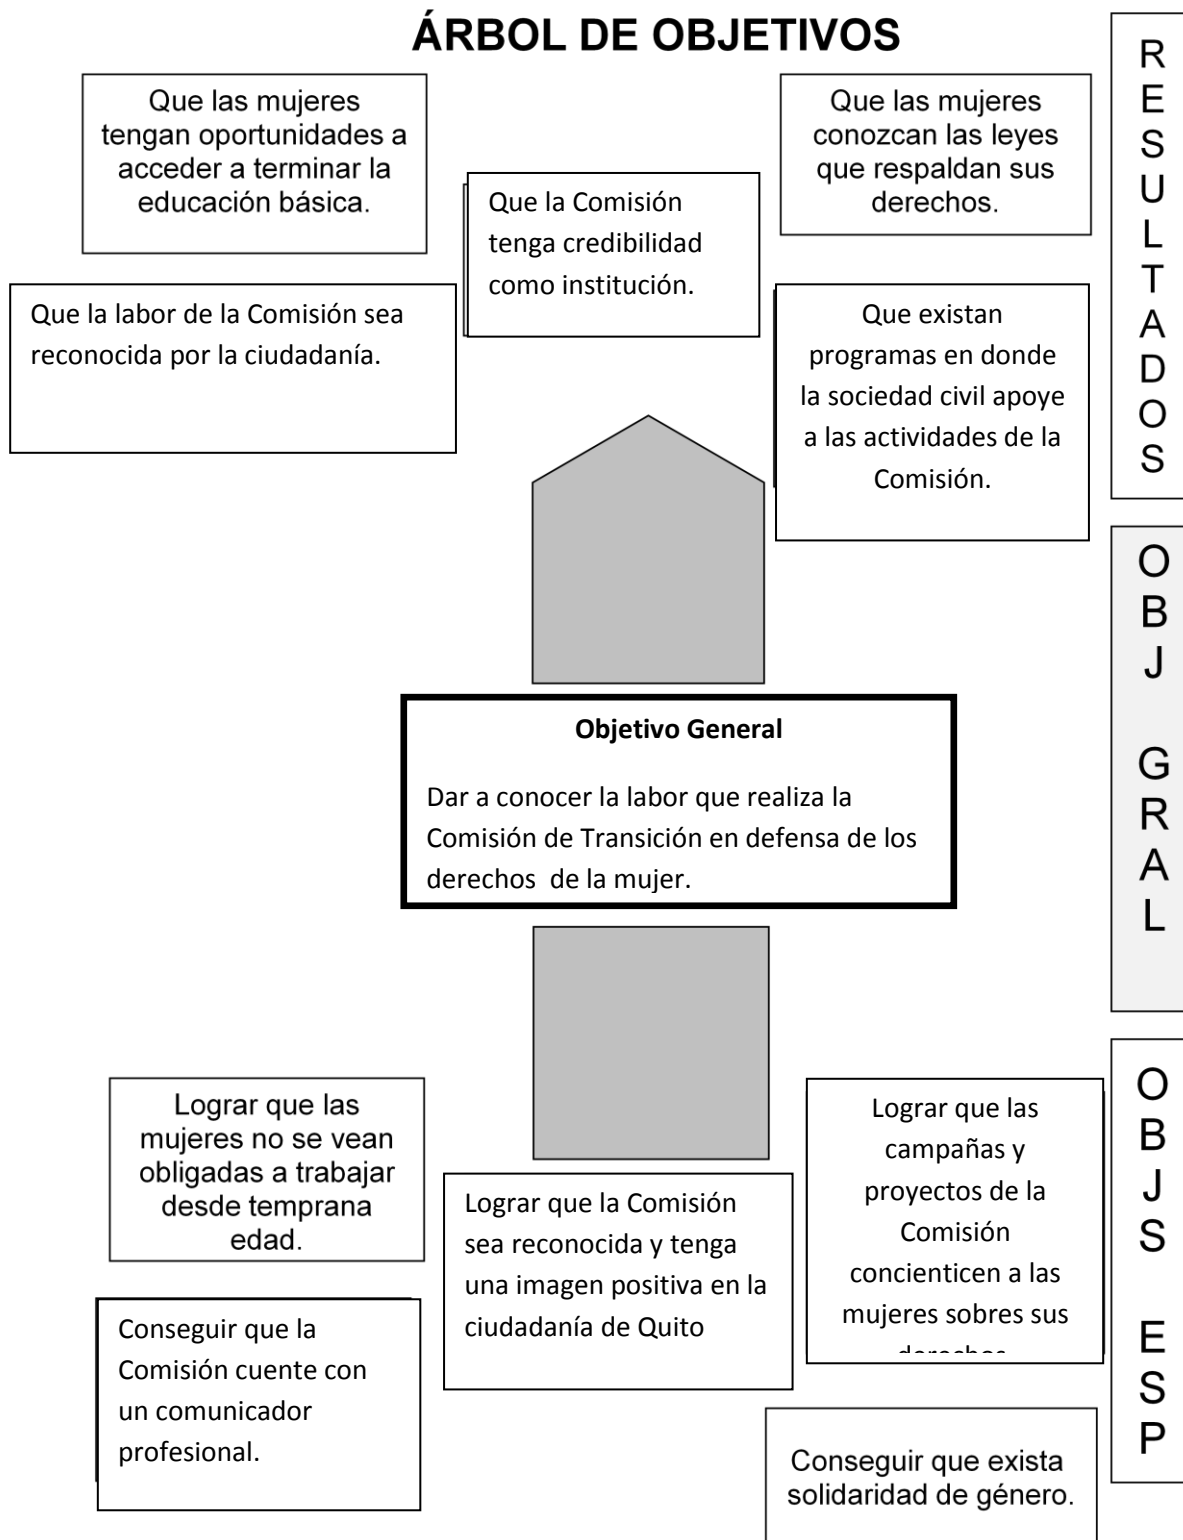 ÁRBOL DE OBJETIVOS
Que las mujeres
tengan oportunidades a
acceder a terminar la
educación básica.
Que las mujeres
conozcan las leyes
que respaldan sus
derechos.
Que la Comisión
tenga credibilidad
como institución.
Que la labor de la Comisión sea
reconocida por la ciudadanía.
Que existan
programas en donde
la sociedad civil apoye
a las actividades de la
Comisión.
R
E
S
U
L
T
A
D
O
S
Objetivo General
Dar a conocer la labor que realiza la
Comisión de Transición en defensa de los
derechos  de la mujer.
O
B
J
G
R
A
L
Lograr que las
mujeres no se vean
obligadas a trabajar
desde temprana
edad.
Lograr que la Comisión
sea reconocida y tenga
una imagen positiva en la
ciudadanía de Quito
Lograr que las
campañas y
proyectos de la
Comisión
concienticen a las
mujeres sobres sus
derechos
Conseguir que la
Comisión cuente con
un comunicador
profesional.
Conseguir que exista
solidaridad de género.
O
B
J
S
E
S
P